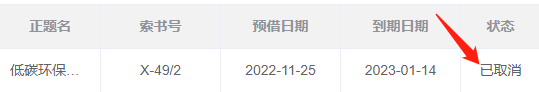 正题名 索书号 预借日期 到期日期 状态
低碳环保... X-49/2 2022-11-25 2023-01-14 已取消